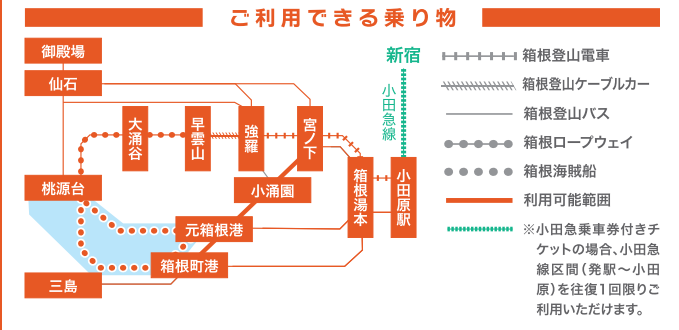 ご利用できる乗り物
御殿場
仙石
新宿
小田急線
大涌谷
早雲山
強羅
宮ノ下
桃源台
小涌園
箱根湯本
小田原駅
元箱根港
箱根町港
三島
箱根登山電車
箱根登山ケーブルカー
箱根登山バス
箱根ロープウェイ
箱根海賊船
利用可能範囲
※小田急乗車券付きチ
ケットの場合、小田急
線区間（発駅～小田
原）を往復1回限りご
利用いただけます。